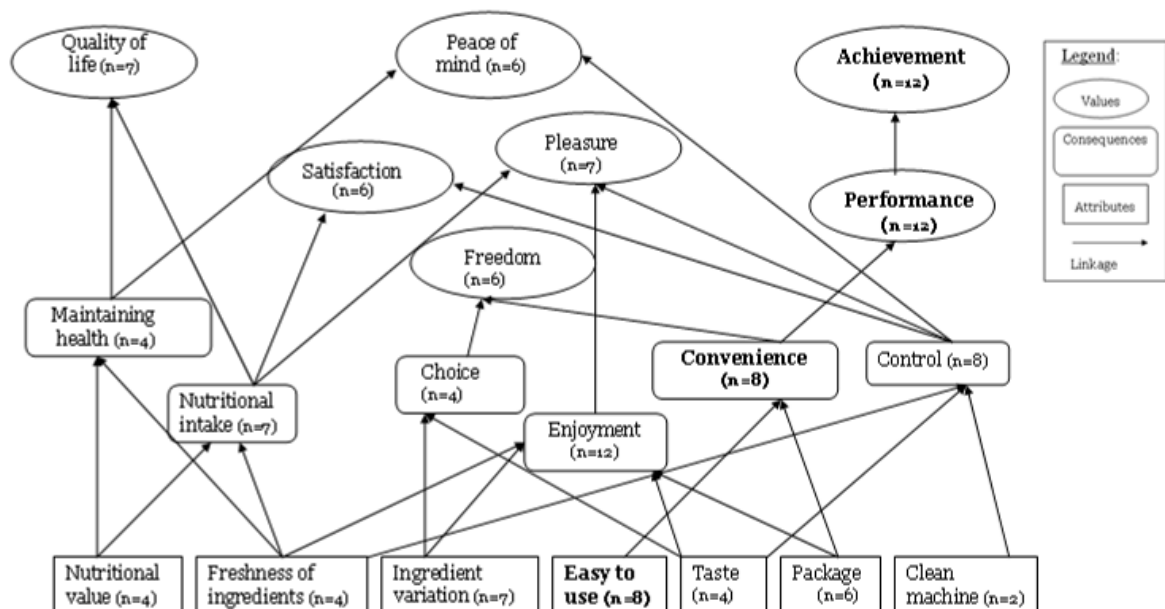 Quality of
life (n=7)
Peace of
mind (n=6)
Achievement
(n=12)
Legend:
Values
Consequences
Attributes
Linkage
Satisfaction
(n=6)
Pleasure
(n=7)
Performance
(n=12)
Freedom
(n=6)
Maintaining
health (n=4)
Nutritional
intake (n=7)
Choice
(n=4)
Enjoyment
(n=12)
Convenience
(n=8)
Control (n=8)
Nutritional
value (n=4)
Freshness of
ingredients (n=4)
Ingredient
variation (n=7)
Easy to
use (n=8)
Taste
(n=4)
Package
(n=6)
Clean
machine (n=2)